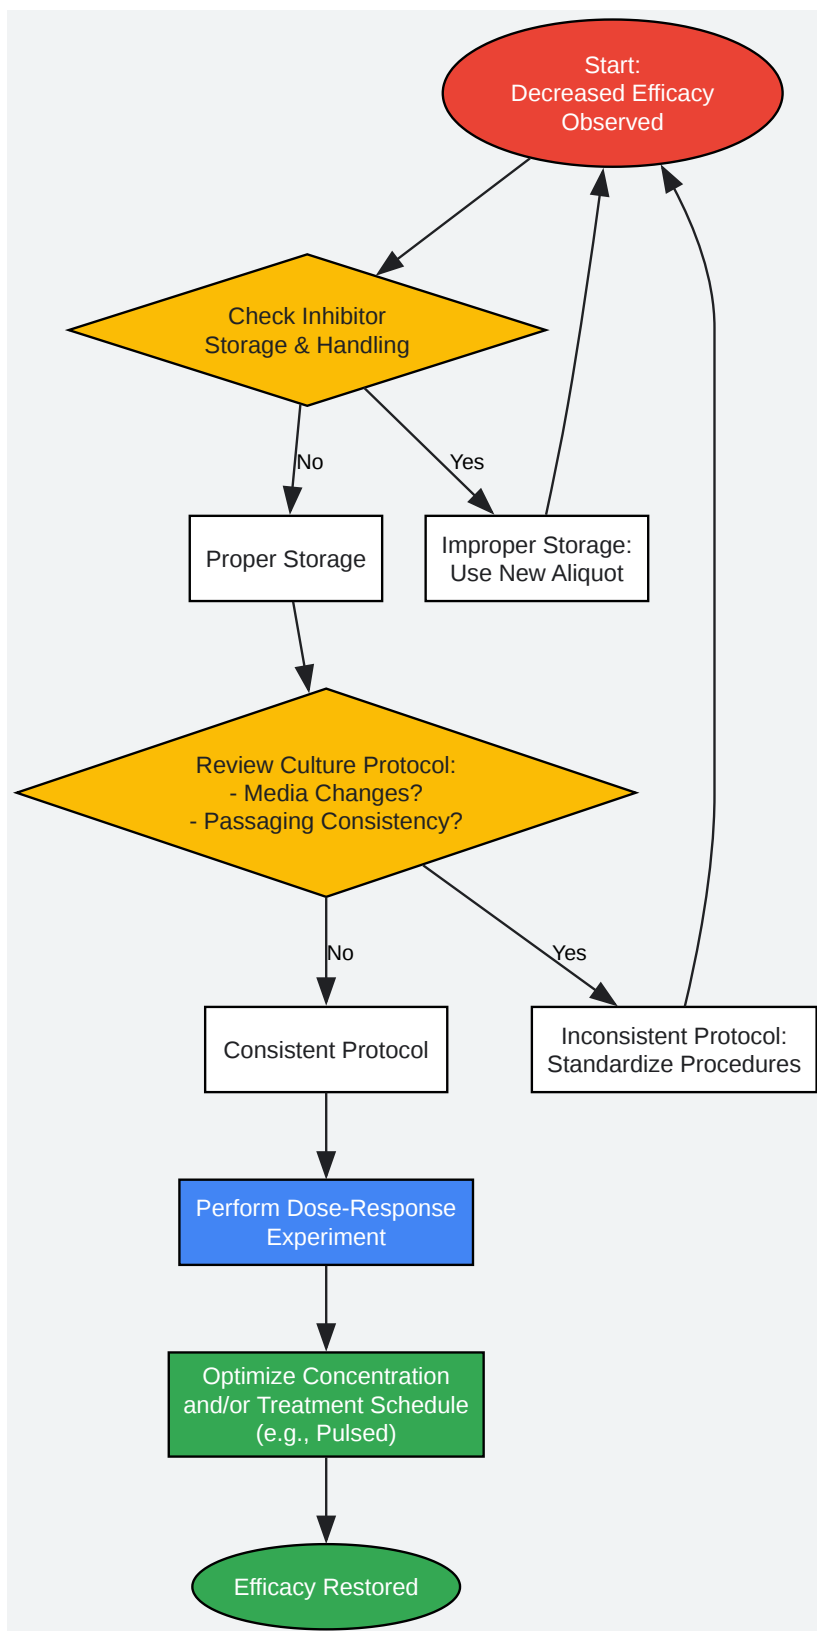 Start:
Decreased Efficacy
Observed
Check Inhibitor
Storage & Handling
No
Yes
Proper Storage
Improper Storage:
Use New Aliquot
Review Culture Protocol:
- Media Changes?
- Passaging Consistency?
No
Yes
Consistent Protocol
Inconsistent Protocol:
Standardize Procedures
Perform Dose-Response
Experiment
Optimize Concentration
and/or Treatment Schedule
(e.g., Pulsed)
Efficacy Restored